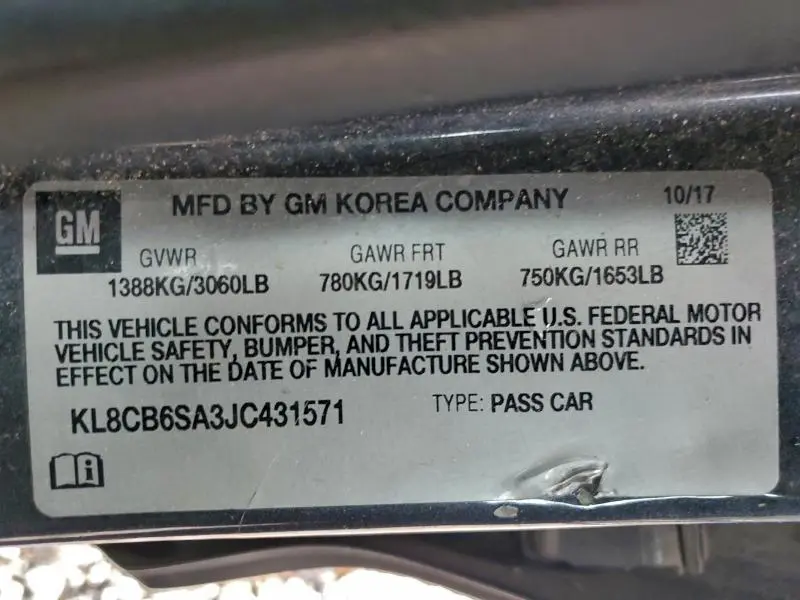 GM
MFD BY GM KOREA COMPANY
10/17
GVWR
GAWR FRT
GAWR RR
1388KG/3060LB
780KG/1719LB
750KG/1653LB
THIS VEHICLE CONFORMS TO ALL APPLICABLE U.S. FEDERAL MOTOR
VEHICLE SAFETY, BUMPER, AND THEFT PREVENTION STANDARDS IN
EFFECT ON THE DATE OF MANUFACTURE SHOWN ABOVE.
KL8CB6SA3JC431571
TYPE: PASS CAR
i